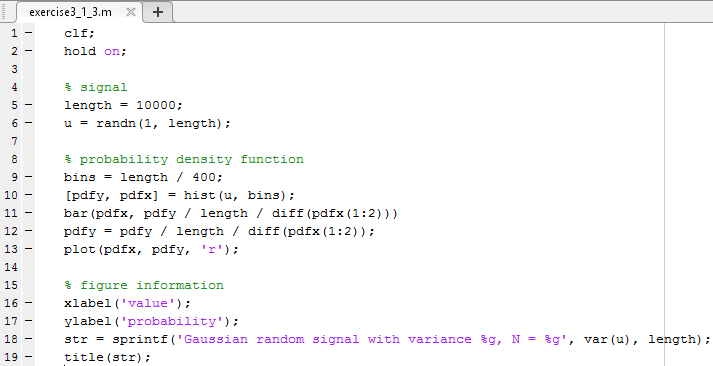 exercise3_1_3.m × +
1 – clf;
2 – hold on;
3
4 % signal
5 – length = 10000;
6 – u = randn(1, length);
7
8 % probability density function
9 – bins = length / 400;
10 – [pdfy, pdfx] = hist(u, bins);
11 – bar(pdfx, pdfy / length / diff(pdfx(1:2)))
12 – pdfy = pdfy / length / diff(pdfx(1:2));
13 – plot(pdfx, pdfy, 'r');
14
15 % figure information
16 – xlabel('value');
17 – ylabel('probability');
18 – str = sprintf('Gaussian random signal with variance %g, N = %g', var(u), length);
19 – title(str);